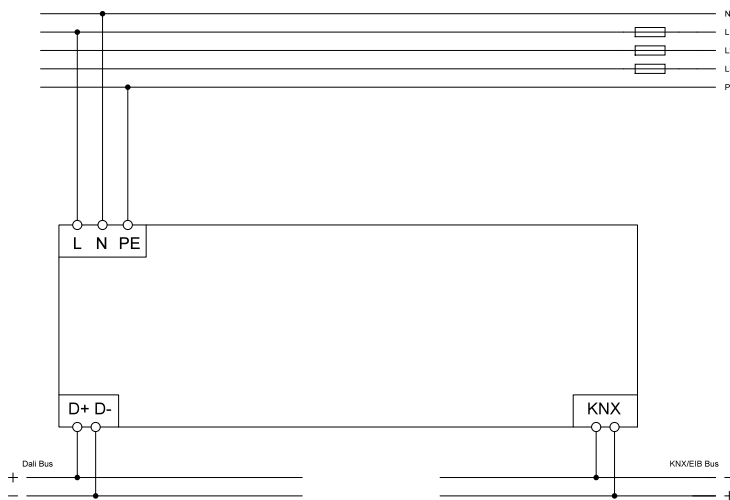 N
L
L
L
P
L N PE
D+ D-
KNX
Dali Bus
KNX/EIB Bus
+
-
-
+